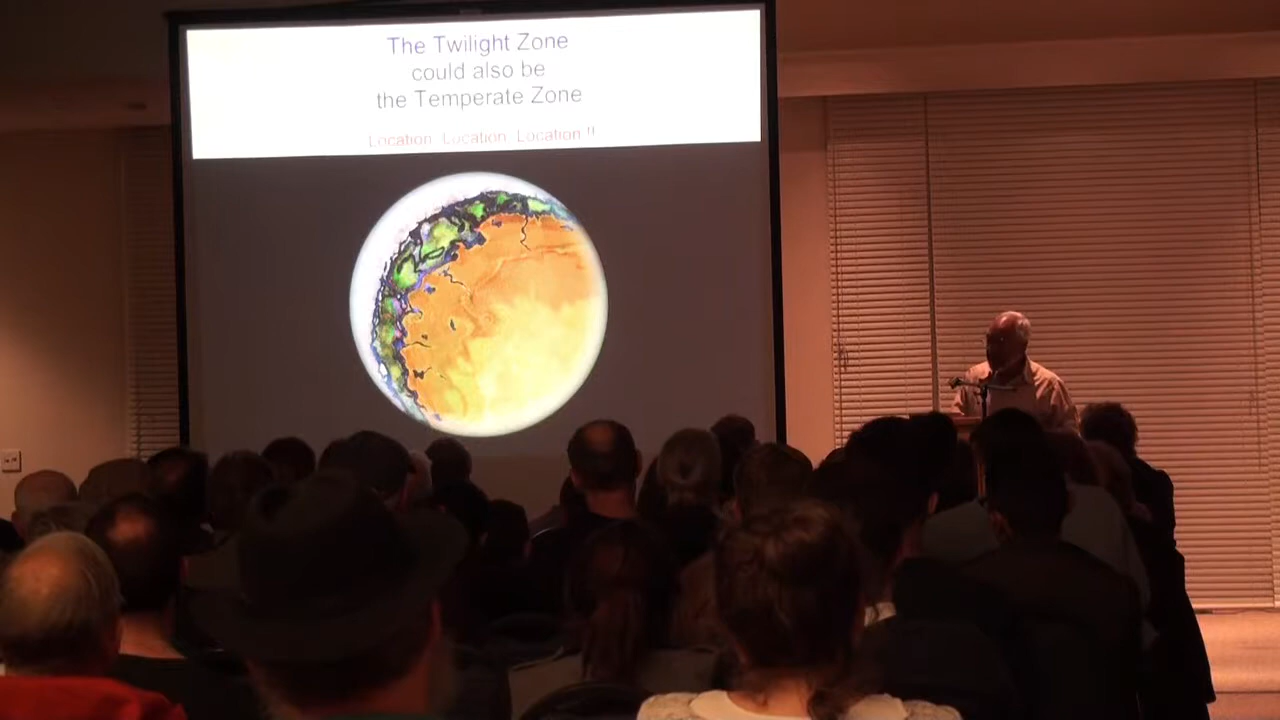 The Twilight Zone
could also be
the Temperate Zone
Location, Location, Location !!